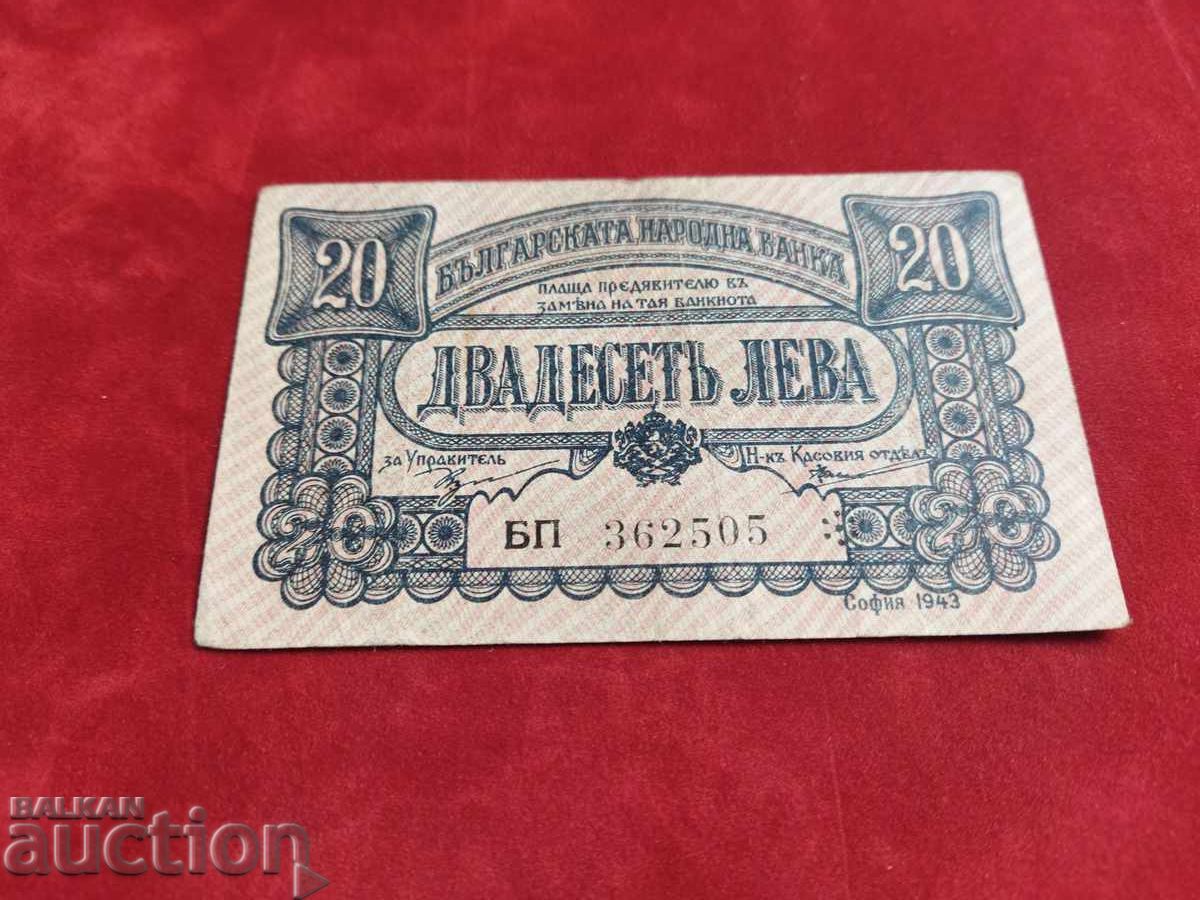 20
20
БЪЛГАРСКАТА НАРОДНА БАНКА
ПЛАЩА ПРЕДЯВИТЕЛЮ ВЪ
ЗАМѢНА НА ТАЯ БАНКНОТА
ДВАДЕСЕТЬ ЛЕВА
за Управитель
Н-къ Касовия отдѣлъ
БП 362505
20
20
София 1943
BALKAN
auction